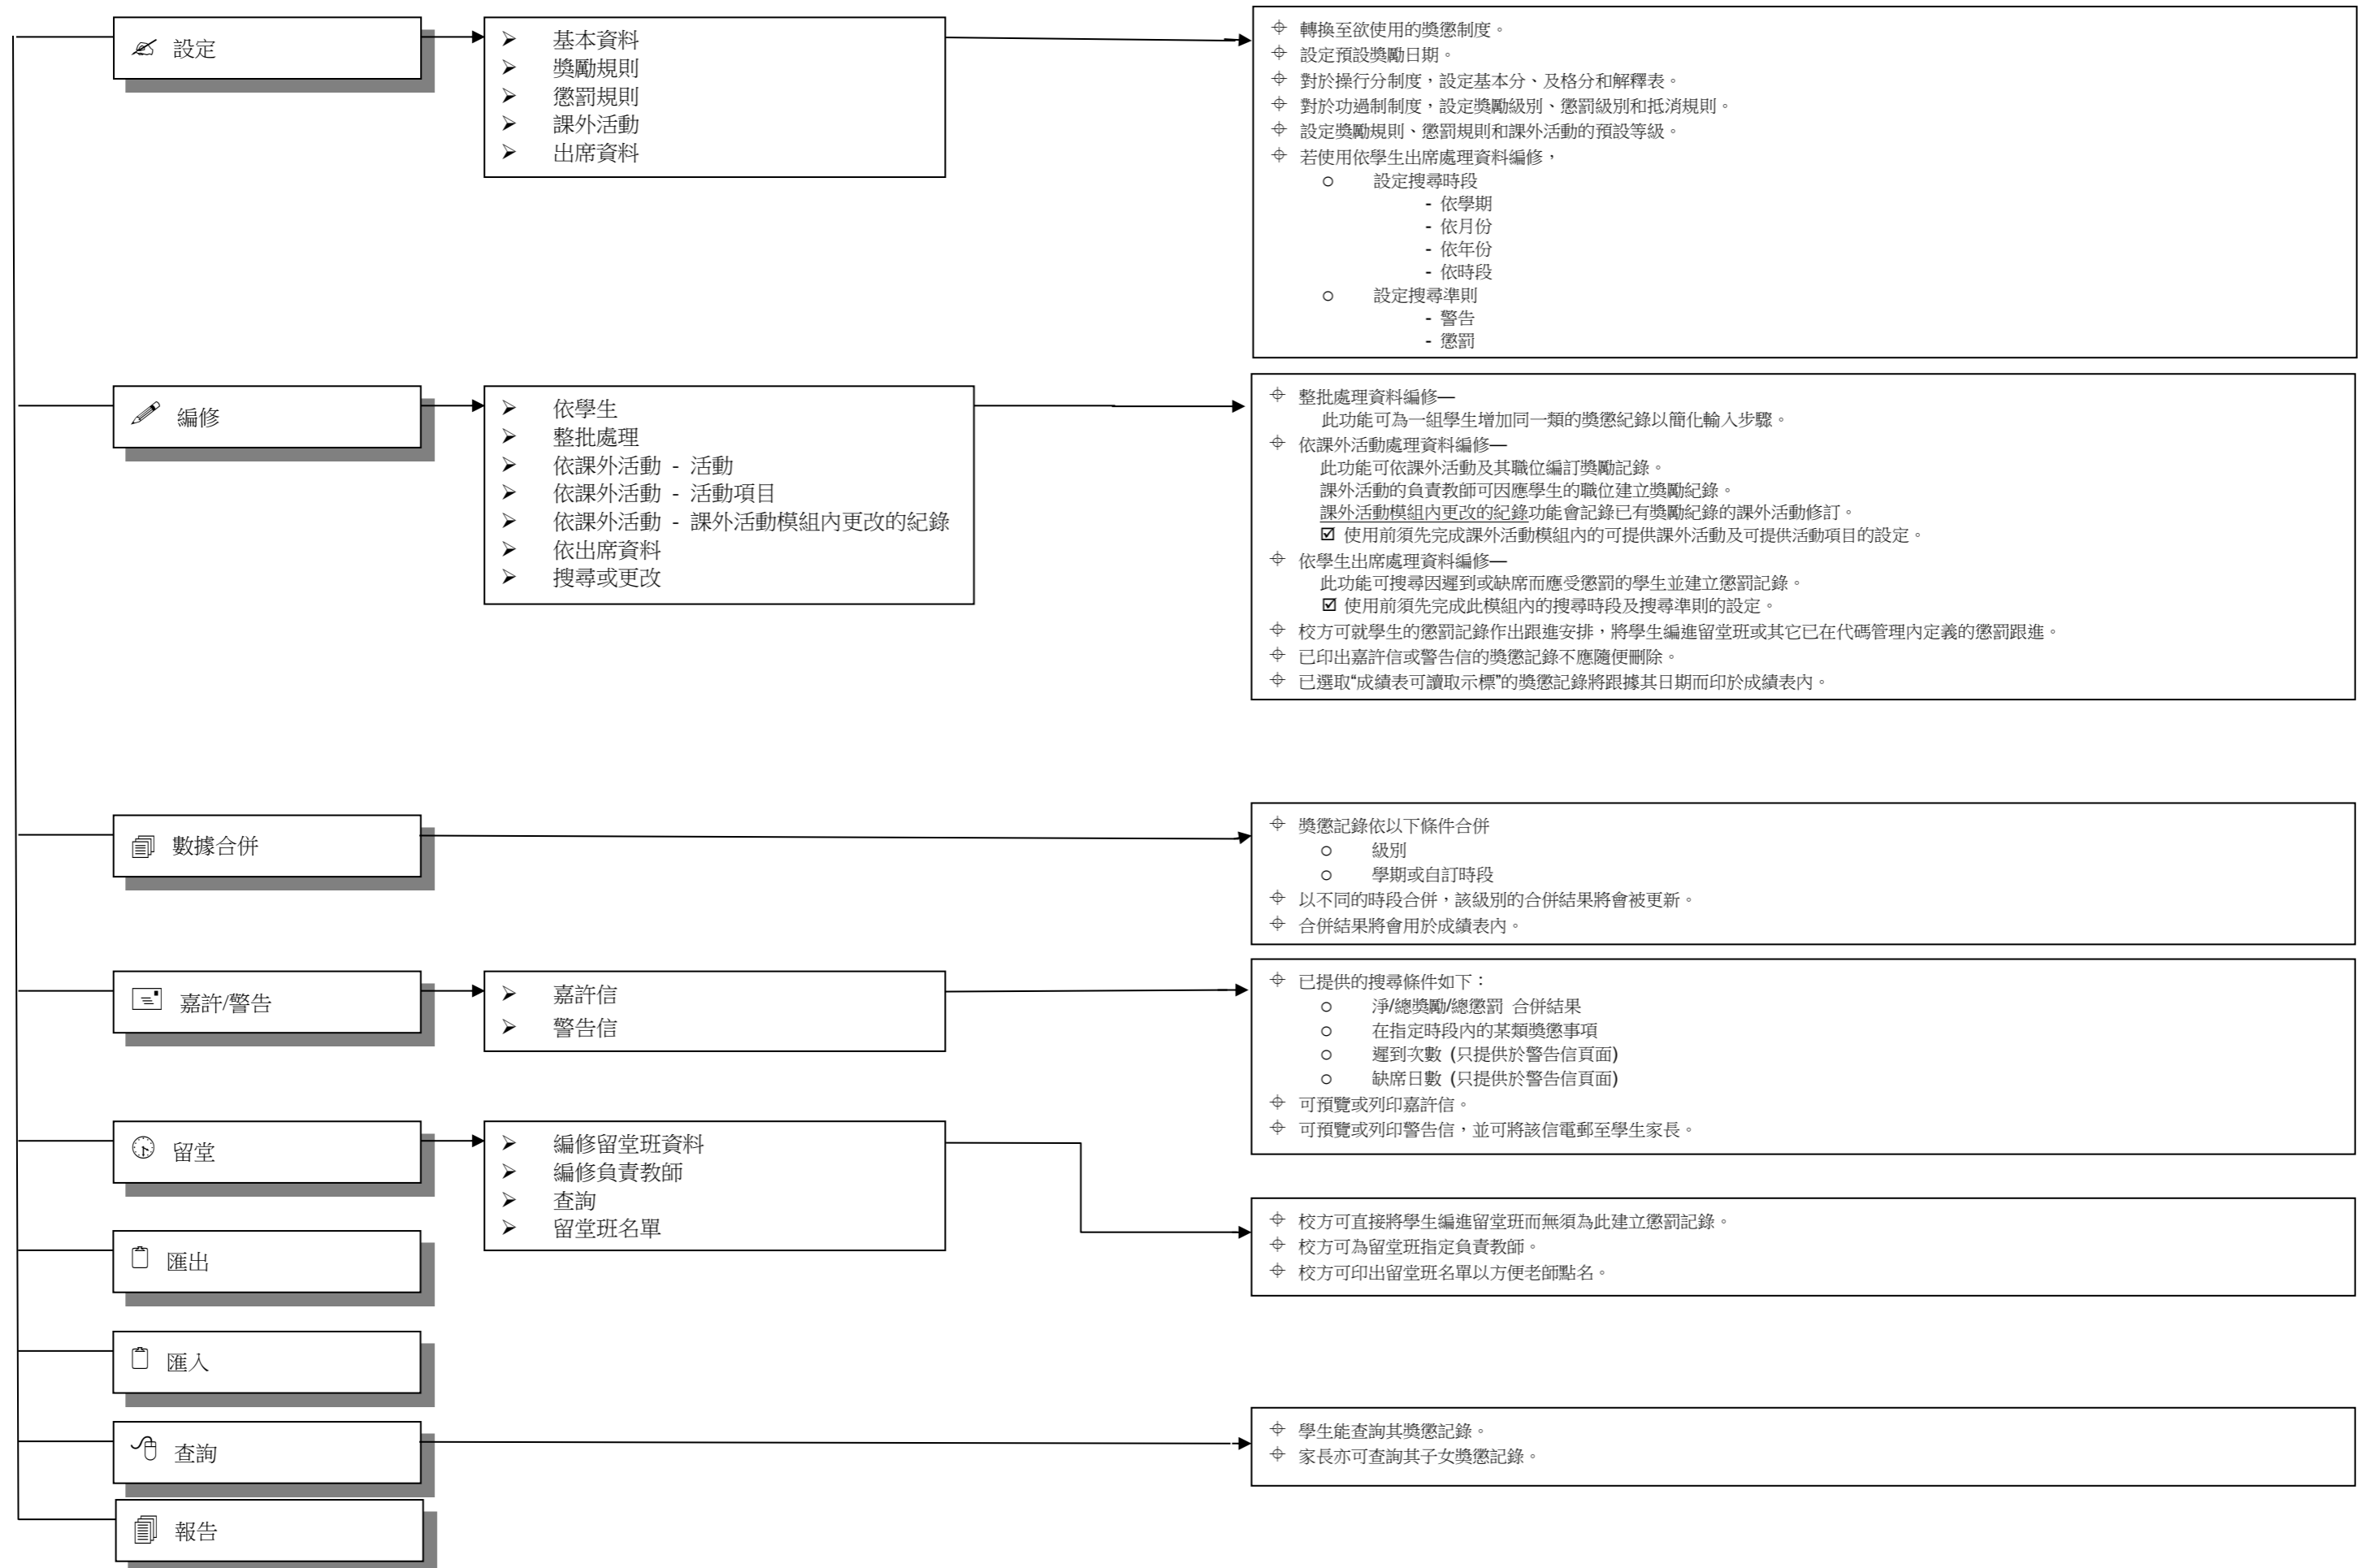 設定
基本資料
獎勵規則
懲罰規則
課外活動
出席資料
轉換至欲使用的獎懲制度。
設定預設獎勵日期。
對於操行分制度，設定基本分、及格分和解釋表。
對於功過制制度，設定獎勵級別、懲罰級別和抵消規則。
設定獎勵規則、懲罰規則和課外活動的預設等級。
若使用依學生出席處理資料編修，
設定搜尋時段
- 依學期
- 依月份
- 依年份
- 依時段
設定搜尋準則
- 警告
- 懲罰
編修
依學生
整批處理
依課外活動 - 活動
依課外活動 - 活動項目
依課外活動 - 課外活動模組內更改的紀錄
依出席資料
搜尋或更改
整批處理資料編修—
此功能可為一組學生增加同一類的獎懲紀錄以簡化輸入步驟。
依課外活動處理資料編修—
此功能可依課外活動及其職位編訂獎勵記錄。
課外活動的負責教師可因應學生的職位建立獎勵紀錄。
課外活動模組內更改的紀錄功能會記錄已有獎勵紀錄的課外活動修訂。
☑ 使用前須先完成課外活動模組內的可提供課外活動及可提供活動項目的設定。
依學生出席處理資料編修—
此功能可搜尋因遲到或缺席而應受懲罰的學生並建立懲罰記錄。
☑ 使用前須先完成此模組內的搜尋時段及搜尋準則的設定。
校方可就學生的懲罰記錄作出跟進安排，將學生編進留堂班或其它已在代碼管理內定義的懲罰跟進。
已印出嘉許信或警告信的獎懲記錄不應隨便刪除。
已選取“成績表可讀取示標”的獎懲記錄將跟據其日期而印於成績表內。
數據合併
獎懲記錄依以下條件合併
級別
學期或自訂時段
以不同的時段合併，該級別的合併結果將會被更新。
合併結果將會用於成績表內。
嘉許/警告
嘉許信
警告信
已提供的搜尋條件如下：
淨/總獎勵/總懲罰 合併結果
在指定時段內的某類獎懲事項
遲到次數 (只提供於警告信頁面)
缺席日數 (只提供於警告信頁面)
可預覽或列印嘉許信。
可預覽或列印警告信，並可將該信電郵至學生家長。
留堂
編修留堂班資料
編修負責教師
查詢
留堂班名單
校方可直接將學生編進留堂班而無須為此建立懲罰記錄。
校方可為留堂班指定負責教師。
校方可印出留堂班名單以方便老師點名。
匯出
匯入
查詢
學生能查詢其獎懲記錄。
家長亦可查詢其子女獎懲記錄。
報告